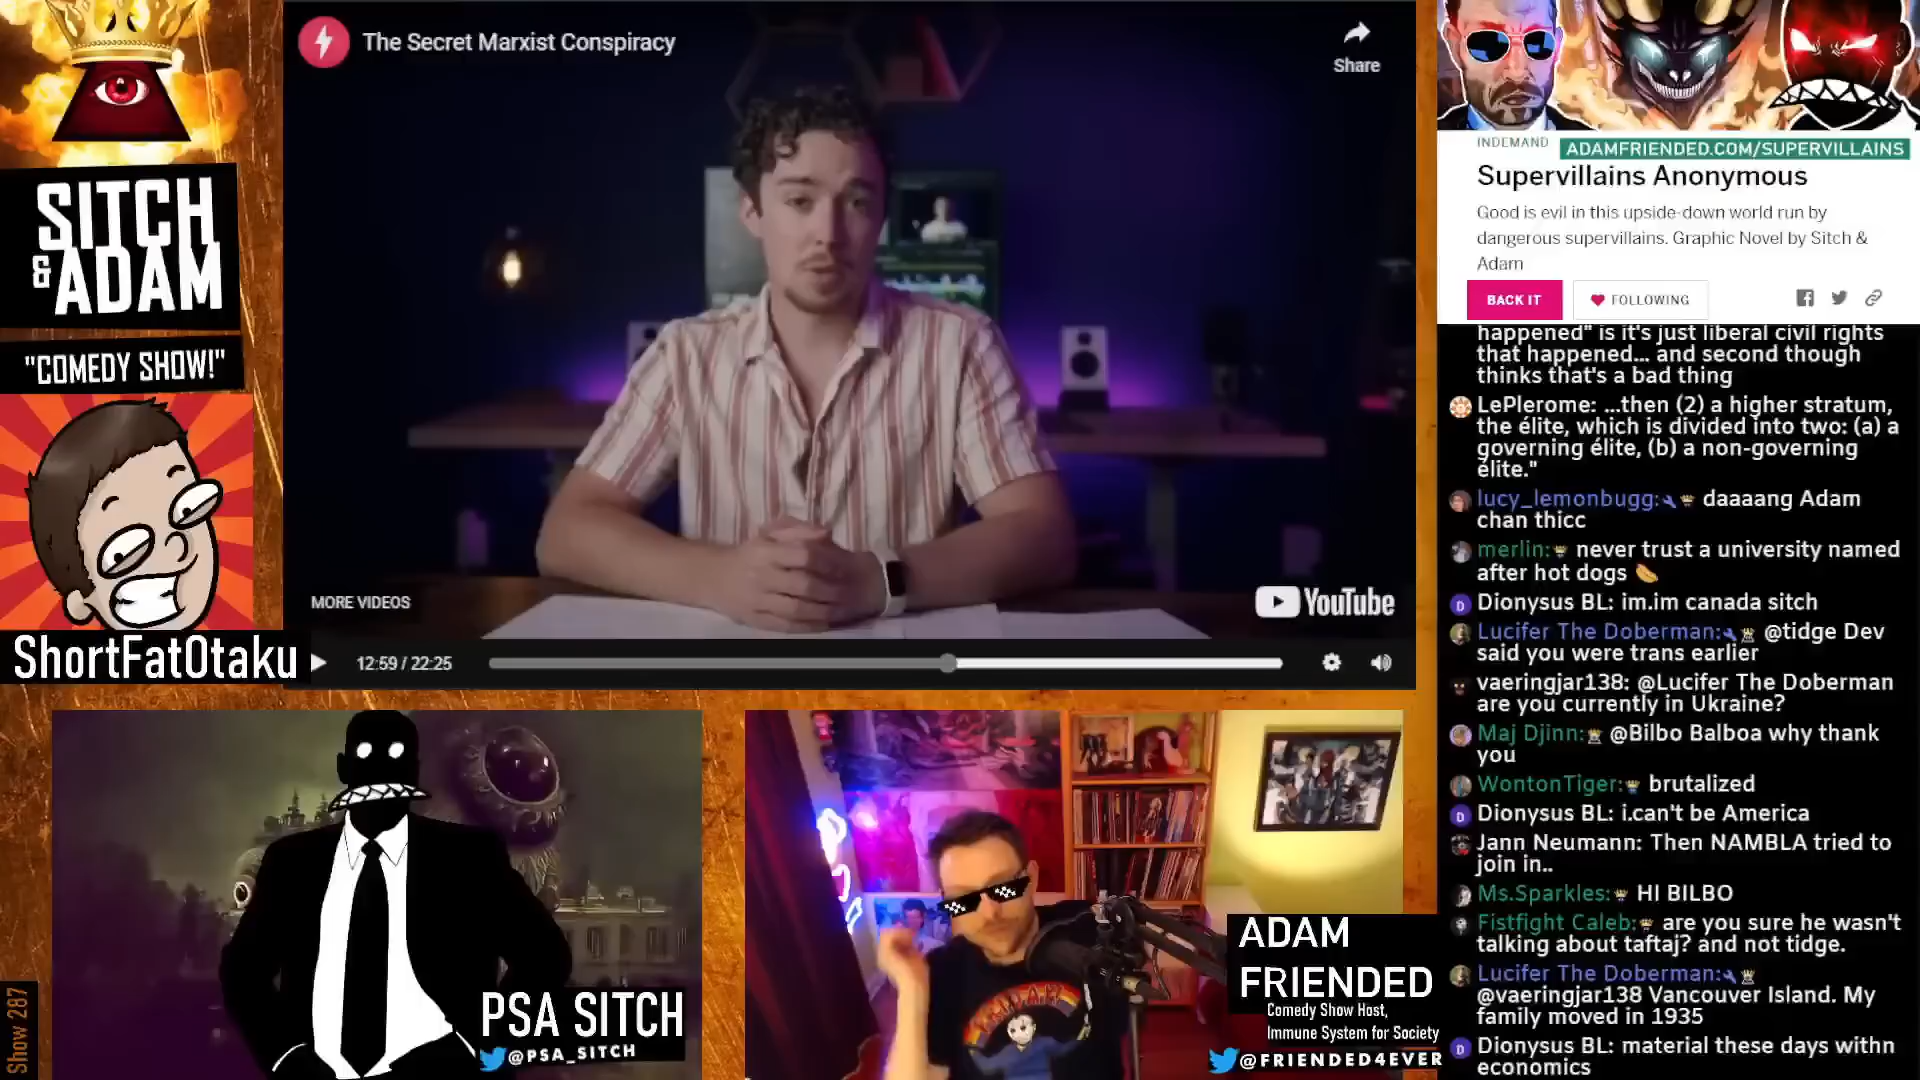 The Secret Marxist Conspiracy
Share
SITCH
& ADAM
"COMEDY SHOW!"
ShortFatOtaku
MORE VIDEOS
YouTube
12:59 / 22:25
Show 287
PSA SITCH
@PSA_SITCH
ADAM
FRIENDED
Comedy Show Host,
Immune System for Society
@FRIENDED4EVER
INDEMAND
ADAMFRIENDED.COM/SUPERVILLAINS
Supervillains Anonymous
Good is evil in this upside-down world run by
dangerous supervillains. Graphic Novel by Sitch &
Adam
BACK IT
FOLLOWING
happened" is it's just liberal civil rights
that happened... and second though
thinks that's a bad thing
LePlerome: ...then (2) a higher stratum,
the élite, which is divided into two: (a) a
governing élite, (b) a non-governing
élite."
lucy_lemonbugg: daaaang Adam
chan thicc
merlin: never trust a university named
after hot dogs 🌭
D Dionysus BL: im.im canada sitch
Lucifer The Doberman: @tidge Dev
said you were trans earlier
vaeringjar138: @Lucifer The Doberman
are you currently in Ukraine?
Maj Djinn: @Bilbo Balboa why thank
you
WontonTiger: brutalized
D Dionysus BL: i.can't be America
Jann Neumann: Then NAMBLA tried to
join in..
Ms.Sparkles: HI BILBO
Fistfight Caleb: are you sure he wasn't
talking about taftaj? and not tidge.
Lucifer The Doberman:
@vaeringjar138 Vancouver Island. My
family moved in 1935
D Dionysus BL: material these days withn
economics